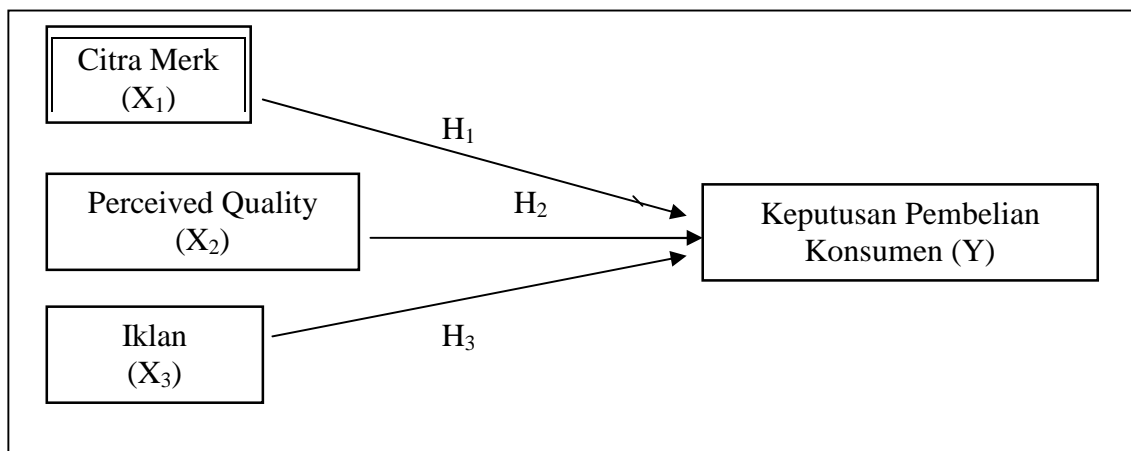 Citra Merk
(X₁)
H₁
Perceived Quality
(X₂)
H₂
Keputusan Pembelian
Konsumen (Y)
Iklan
(X₃)
H₃